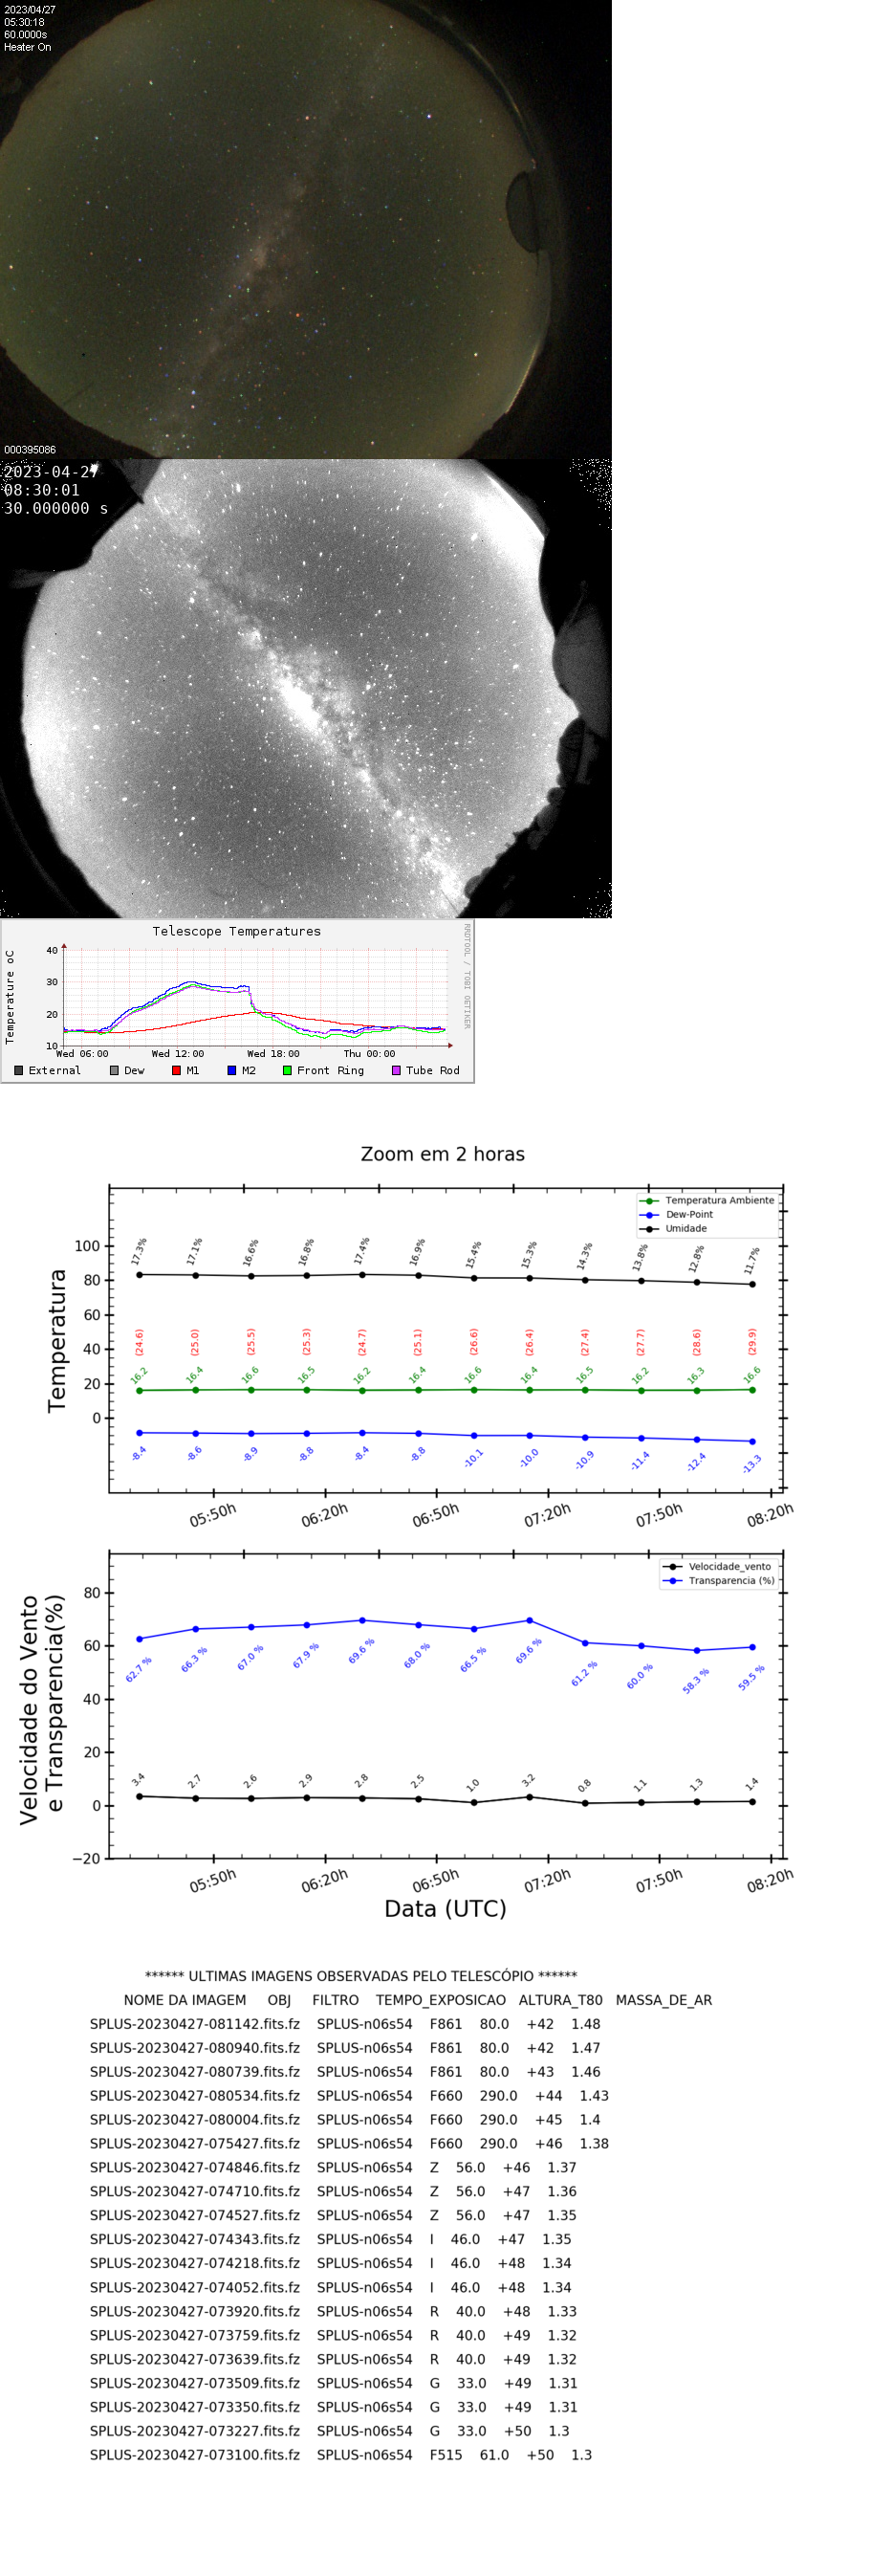 2023/04/27
05:30:18
60.0000s
Heater On
000395086
2023-04-27
08:30:01
30.000000 s
Telescope Temperatures
RRDTOOL / TOBI OETIKER
Temperature oC
40
30
20
10
Wed 06:00 Wed 12:00 Wed 18:00 Thu 00:00
External Dew M1 M2 Front Ring Tube Rod
Zoom em 2 horas
Temperatura Ambiente
Dew-Point
Umidade
Temperatura
100
80
60
40
20
0
17.3% 17.1% 16.6% 16.8% 17.4% 16.9% 15.4% 15.3% 14.3% 13.8% 12.8% 11.7%
(24.6) (25.0) (25.5) (25.3) (24.7) (25.1) (26.6) (26.4) (27.4) (27.7) (28.6) (29.9)
16.2 16.4 16.6 16.5 16.2 16.4 16.6 16.4 16.5 16.2 16.3 16.6
-8.4 -8.6 -8.9 -8.8 -8.4 -8.8 -10.1 -10.0 -10.9 -11.4 -12.4 -13.3
05:50h 06:20h 06:50h 07:20h 07:50h 08:20h
Velocidade_vento
Transparencia (%)
Velocidade do Vento
e Transparencia(%)
80
60
40
20
0
−20
62.7 % 66.3 % 67.0 % 67.9 % 69.6 % 68.0 % 66.5 % 69.6 % 61.2 % 60.0 % 58.3 % 59.5 %
3.4 2.7 2.6 2.9 2.8 2.5 1.0 3.2 0.8 1.1 1.3 1.4
05:50h 06:20h 06:50h 07:20h 07:50h 08:20h
Data (UTC)
****** ULTIMAS IMAGENS OBSERVADAS PELO TELESCÓPIO ******
NOME DA IMAGEM OBJ FILTRO TEMPO_EXPOSICAO ALTURA_T80 MASSA_DE_AR
SPLUS-20230427-081142.fits.fz SPLUS-n06s54 F861 80.0 +42 1.48
SPLUS-20230427-080940.fits.fz SPLUS-n06s54 F861 80.0 +42 1.47
SPLUS-20230427-080739.fits.fz SPLUS-n06s54 F861 80.0 +43 1.46
SPLUS-20230427-080534.fits.fz SPLUS-n06s54 F660 290.0 +44 1.43
SPLUS-20230427-080004.fits.fz SPLUS-n06s54 F660 290.0 +45 1.4
SPLUS-20230427-075427.fits.fz SPLUS-n06s54 F660 290.0 +46 1.38
SPLUS-20230427-074846.fits.fz SPLUS-n06s54 Z 56.0 +46 1.37
SPLUS-20230427-074710.fits.fz SPLUS-n06s54 Z 56.0 +47 1.36
SPLUS-20230427-074527.fits.fz SPLUS-n06s54 Z 56.0 +47 1.35
SPLUS-20230427-074343.fits.fz SPLUS-n06s54 I 46.0 +47 1.35
SPLUS-20230427-074218.fits.fz SPLUS-n06s54 I 46.0 +48 1.34
SPLUS-20230427-074052.fits.fz SPLUS-n06s54 I 46.0 +48 1.34
SPLUS-20230427-073920.fits.fz SPLUS-n06s54 R 40.0 +48 1.33
SPLUS-20230427-073759.fits.fz SPLUS-n06s54 R 40.0 +49 1.32
SPLUS-20230427-073639.fits.fz SPLUS-n06s54 R 40.0 +49 1.32
SPLUS-20230427-073509.fits.fz SPLUS-n06s54 G 33.0 +49 1.31
SPLUS-20230427-073350.fits.fz SPLUS-n06s54 G 33.0 +49 1.31
SPLUS-20230427-073227.fits.fz SPLUS-n06s54 G 33.0 +50 1.3
SPLUS-20230427-073100.fits.fz SPLUS-n06s54 F515 61.0 +50 1.3